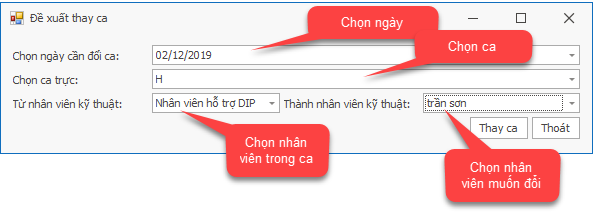 Đề xuất thay ca
Chọn ngày
Chọn ngày cần đổi ca: 02/12/2019
Chọn ca
Chọn ca trực: H
Từ nhân viên kỹ thuật: Nhân viên hỗ trợ DIP Thành nhân viên kỹ thuật: trần sơn
Thay ca Thoát
Chọn nhân
viên trong ca
Chọn nhân
viên muốn đổi